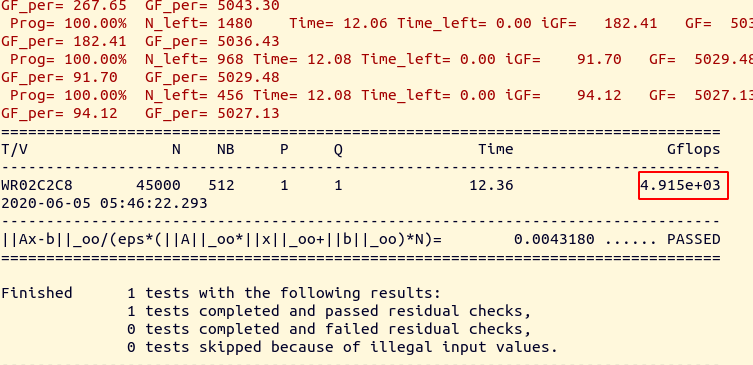 GF_per= 267.65  GF_per= 5043.30
 Prog= 100.00%  N_left= 1480    Time= 12.06 Time_left= 0.00 iGF=   182.41   GF=  503
GF_per= 182.41  GF_per= 5036.43
 Prog= 100.00%  N_left= 968 Time= 12.08 Time_left= 0.00 iGF=    91.70   GF=  5029.48
GF_per= 91.70   GF_per= 5029.48
 Prog= 100.00%  N_left= 456 Time= 12.08 Time_left= 0.00 iGF=    94.12   GF=  5027.13
GF_per= 94.12   GF_per= 5027.13
================================================================================
T/V                N    NB     P     Q               Time                 Gflops
--------------------------------------------------------------------------------
WR02C2C8       45000   512     1     1              12.36              4.915e+03
2020-06-05 05:46:22.293
--------------------------------------------------------------------------------
||Ax-b||_oo/(eps*(||A||_oo*||x||_oo+||b||_oo)*N)=        0.0043180 ...... PASSED
================================================================================
Finished      1 tests with the following results:
              1 tests completed and passed residual checks,
              0 tests completed and failed residual checks,
              0 tests skipped because of illegal input values.
--------------------------------------------------------------------------------